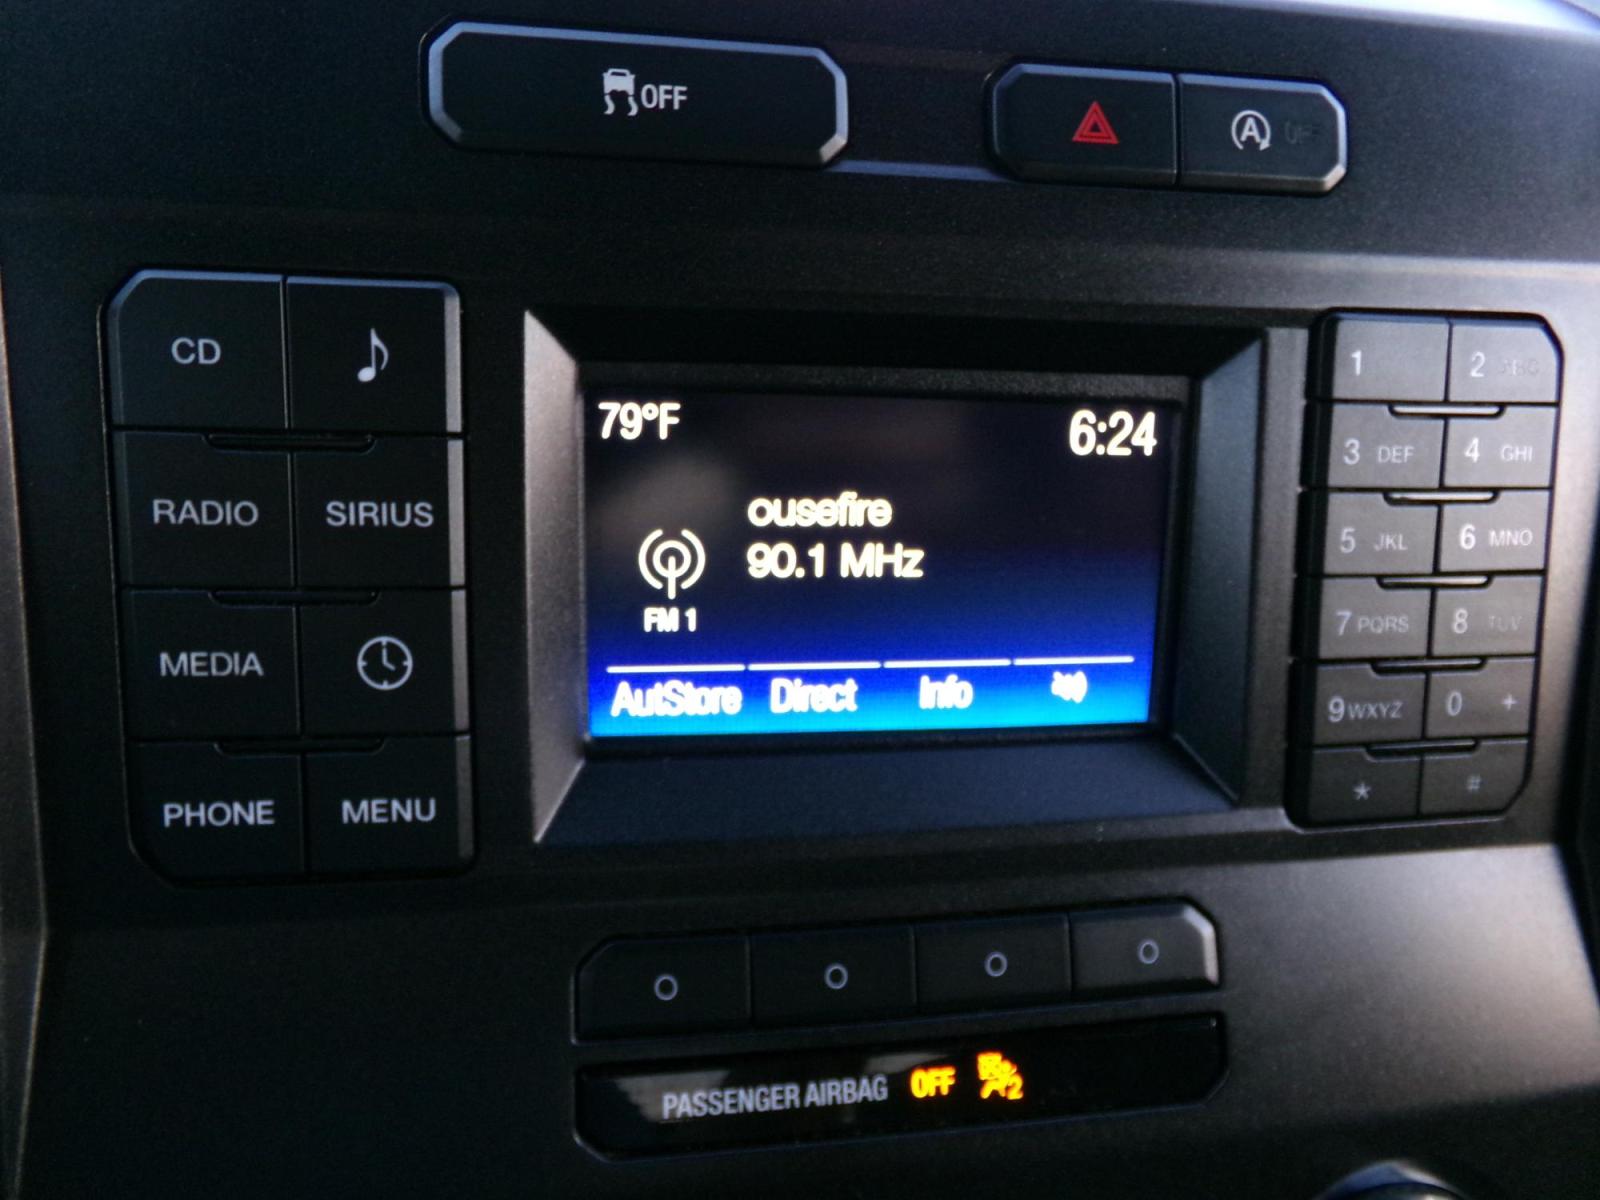 OFF
A OFF
CD
RADIO SIRIUS
MEDIA
PHONE MENU
79°F 6:24
ousefire
90.1 MHz
FM 1
AutStore Direct Info
1 2 ABC
3 DEF 4 GHI
5 JKL 6 MNO
7 PQRS 8 TUV
9 WXYZ 0 +
* #
PASSENGER AIRBAG OFF 2